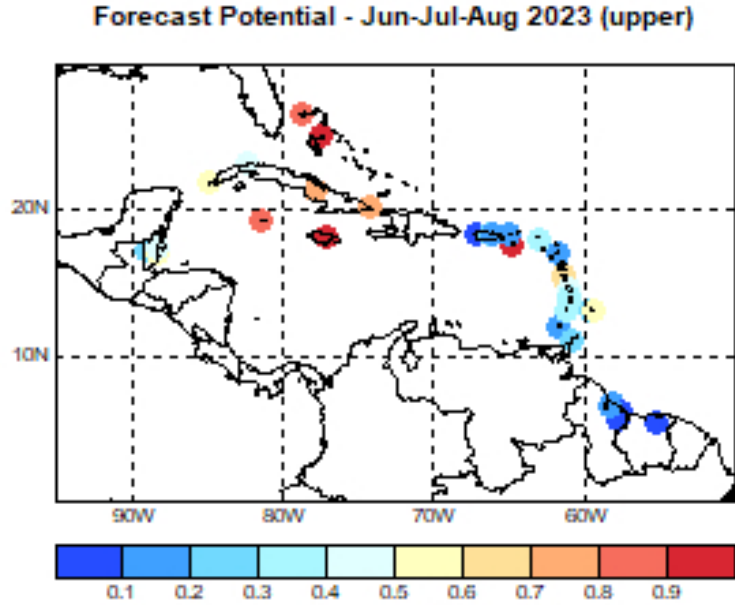 Forecast Potential - Jun-Jul-Aug 2023 (upper)
20N
10N
90W 80W 70W 60W
0.1 0.2 0.3 0.4 0.5 0.6 0.7 0.8 0.9